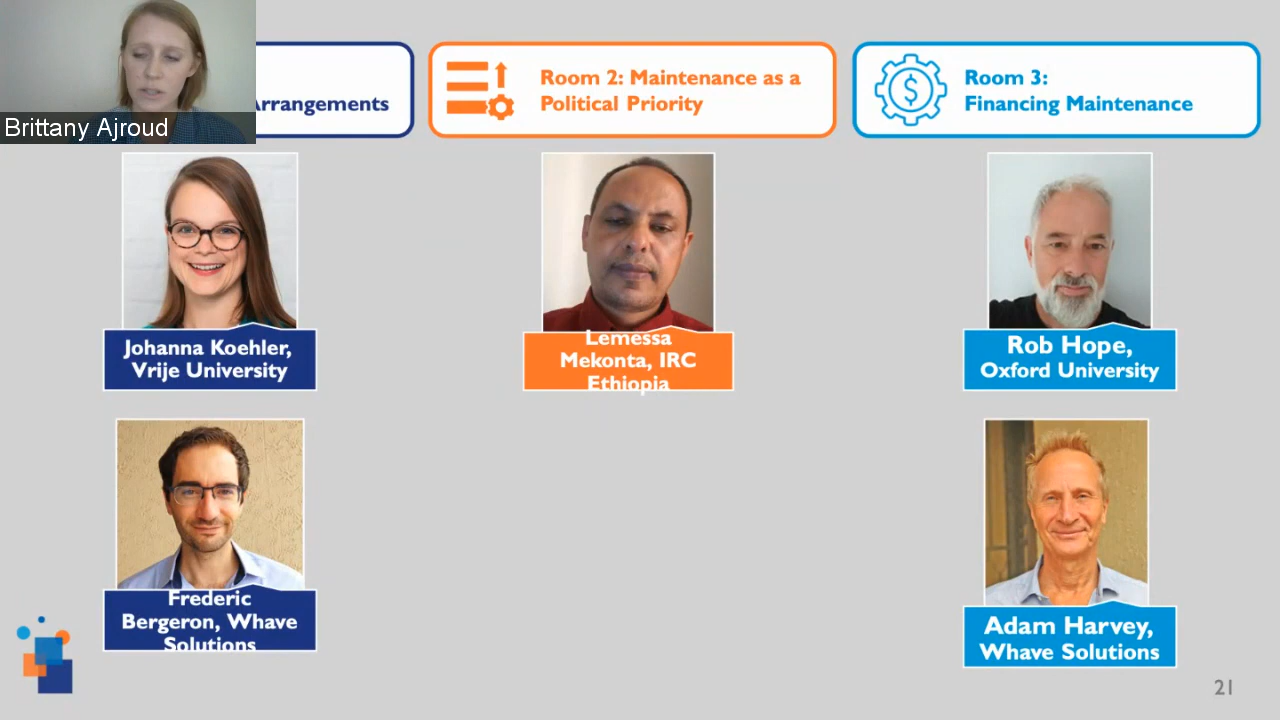 Brittany Ajroud
Arrangements
Room 2: Maintenance as a
Political Priority
Room 3:
Financing Maintenance
Johanna Koehler,
Vrije University
Lemessa
Mekonta, IRC
Ethiopia
Rob Hope,
Oxford University
Frederic
Bergeron, Whave
Solutions
Adam Harvey,
Whave Solutions
21